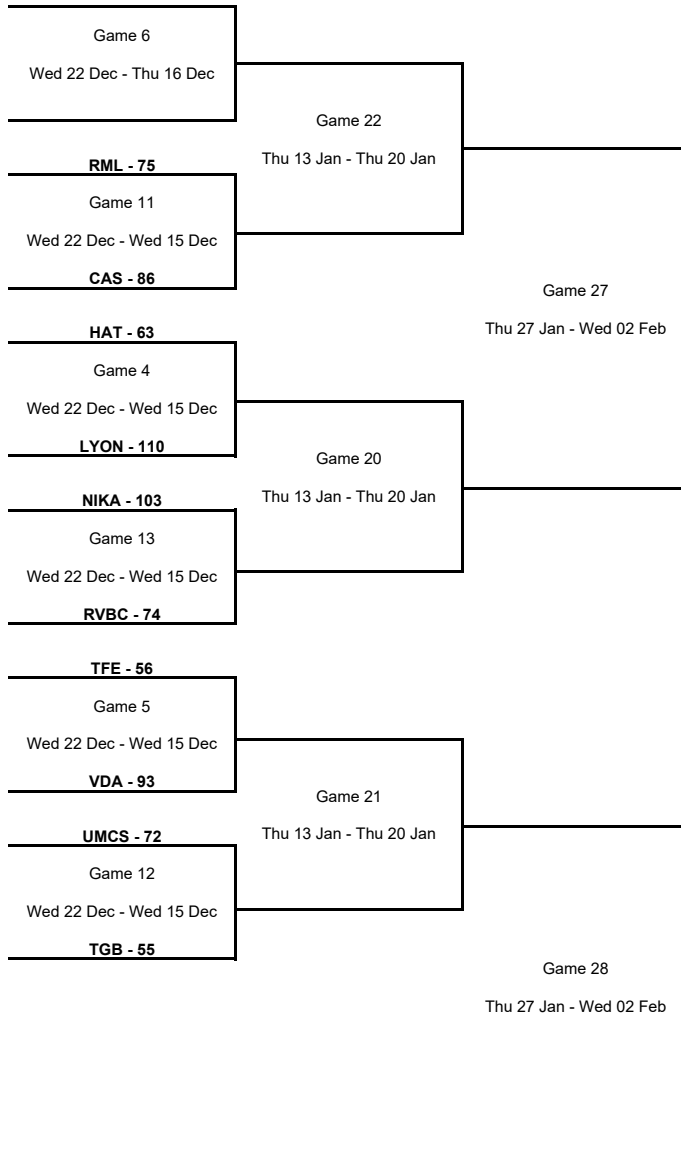 Game 6
Wed 22 Dec - Thu 16 Dec
Game 22
Thu 13 Jan - Thu 20 Jan
RML - 75
Game 11
Wed 22 Dec - Wed 15 Dec
CAS - 86
Game 27
Thu 27 Jan - Wed 02 Feb
HAT - 63
Game 4
Wed 22 Dec - Wed 15 Dec
LYON - 110
Game 20
Thu 13 Jan - Thu 20 Jan
NIKA - 103
Game 13
Wed 22 Dec - Wed 15 Dec
RVBC - 74
TFE - 56
Game 5
Wed 22 Dec - Wed 15 Dec
VDA - 93
Game 21
Thu 13 Jan - Thu 20 Jan
UMCS - 72
Game 12
Wed 22 Dec - Wed 15 Dec
TGB - 55
Game 28
Thu 27 Jan - Wed 02 Feb